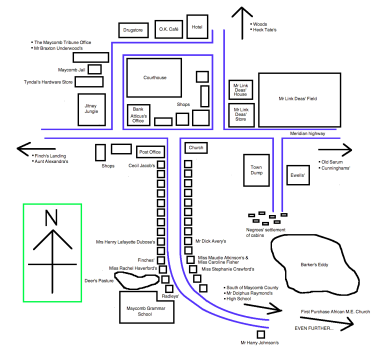 Drugstore
O.K. Café
Hotel
• Woods
• Heck Tate's
• The Maycomb Tribute Office
• Mr Braxton Underwood's
Maycomb Jail
Tyndal's Hardware Store
Jitney
Jungle
Courthouse
Shops
Bank
Atticus's
Office
Mr Link
Deas'
House
Mr Link
Deas'
Store
Mr Link Deas' Field
Meridian highway
• Finch's Landing
• Aunt Alexandra's
Shops
Post Office
Cecil Jacob's
Church
Town
Dump
Ewells'
• Old Sarum
• Cunninghams'
Negroes' settlement
of cabins
N
Mrs Henry Lafayette Dubose's
Mr Dick Avery's
Finches'
Miss Rachel Haverford's
Deer's Pasture
Radleys'
Maycomb Grammar
School
Miss Maudie Atkinson's &
Miss Caroline Fisher
Miss Stephanie Crawford's
Barker's Eddy
• South of Maycomb County
• Mr Dolphus Raymond's
• High School
First Purchase African M.E. Church
EVEN FURTHER...
Mr Harry Johnson's